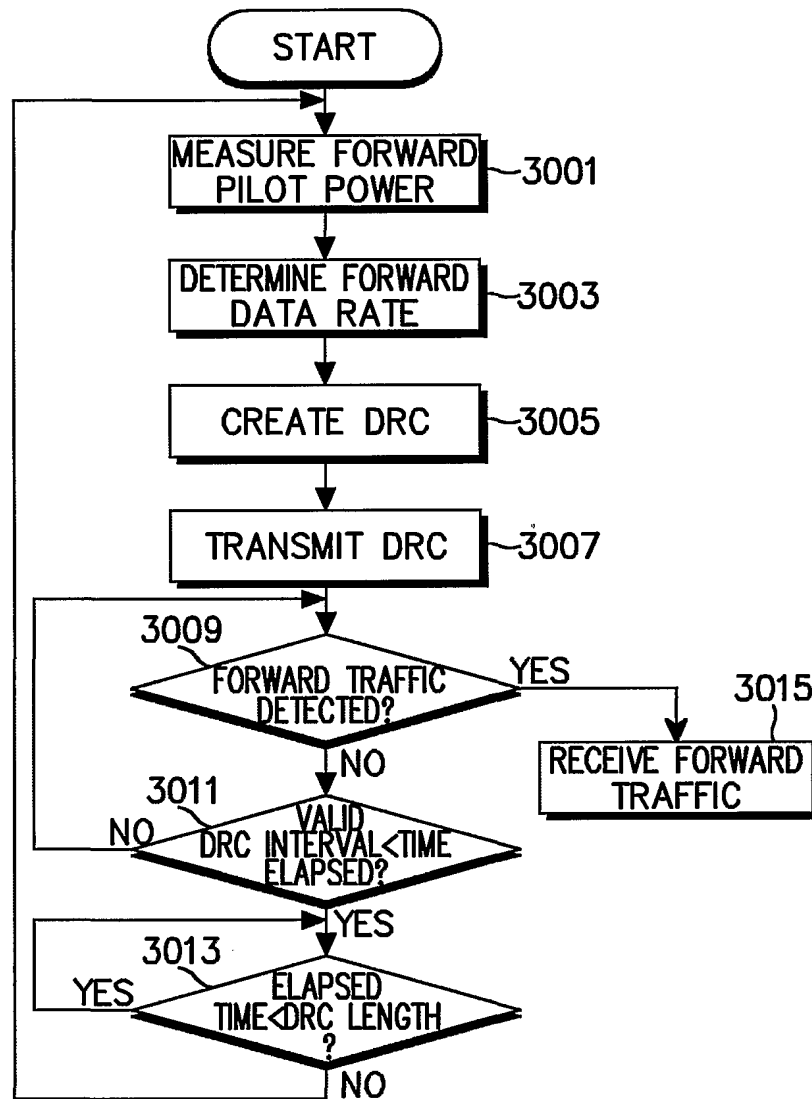 START
MEASURE FORWARD
PILOT POWER
3001
DETERMINE FORWARD
DATA RATE
3003
CREATE DRC
3005
TRANSMIT DRC
3007
3009
FORWARD TRAFFIC
DETECTED?
YES
3015
RECEIVE FORWARD
TRAFFIC
NO
3011
VALID
DRC INTERVAL<TIME
ELAPSED?
NO
YES
3013
ELAPSED
TIME<DRC LENGTH
?
YES
NO